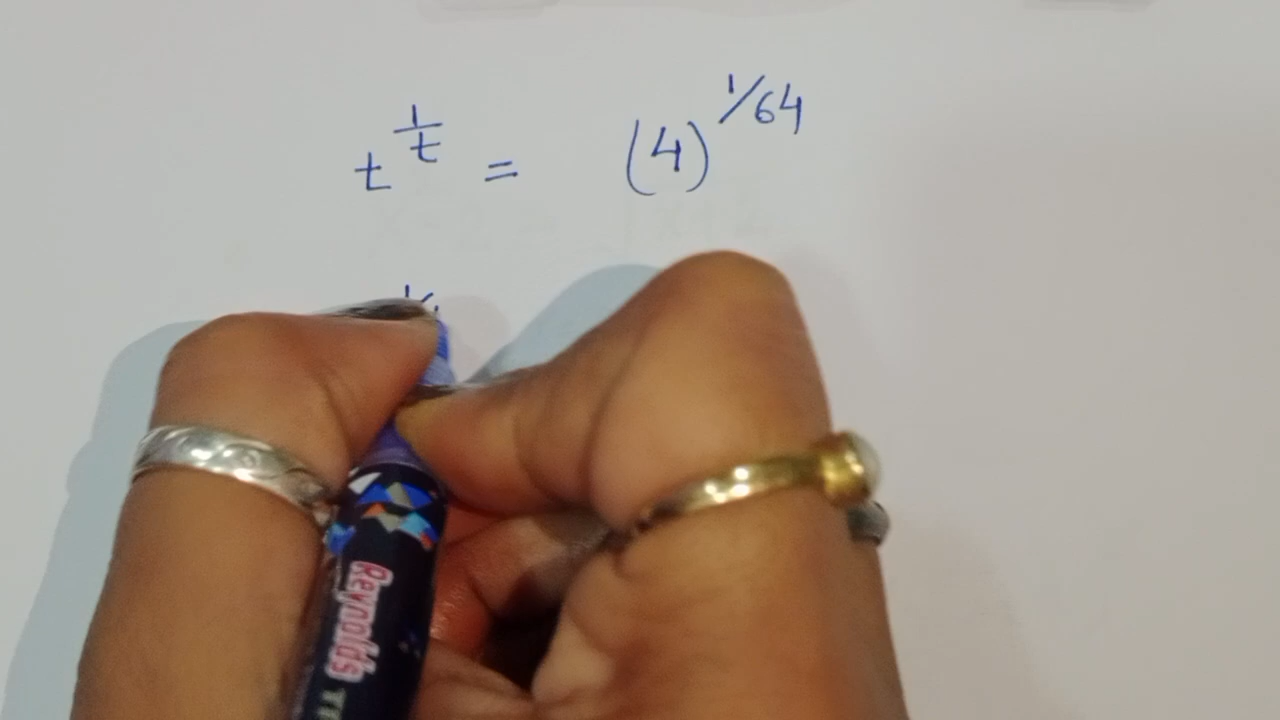 t^(1/t) = (4)^(1/64)
Reynolds